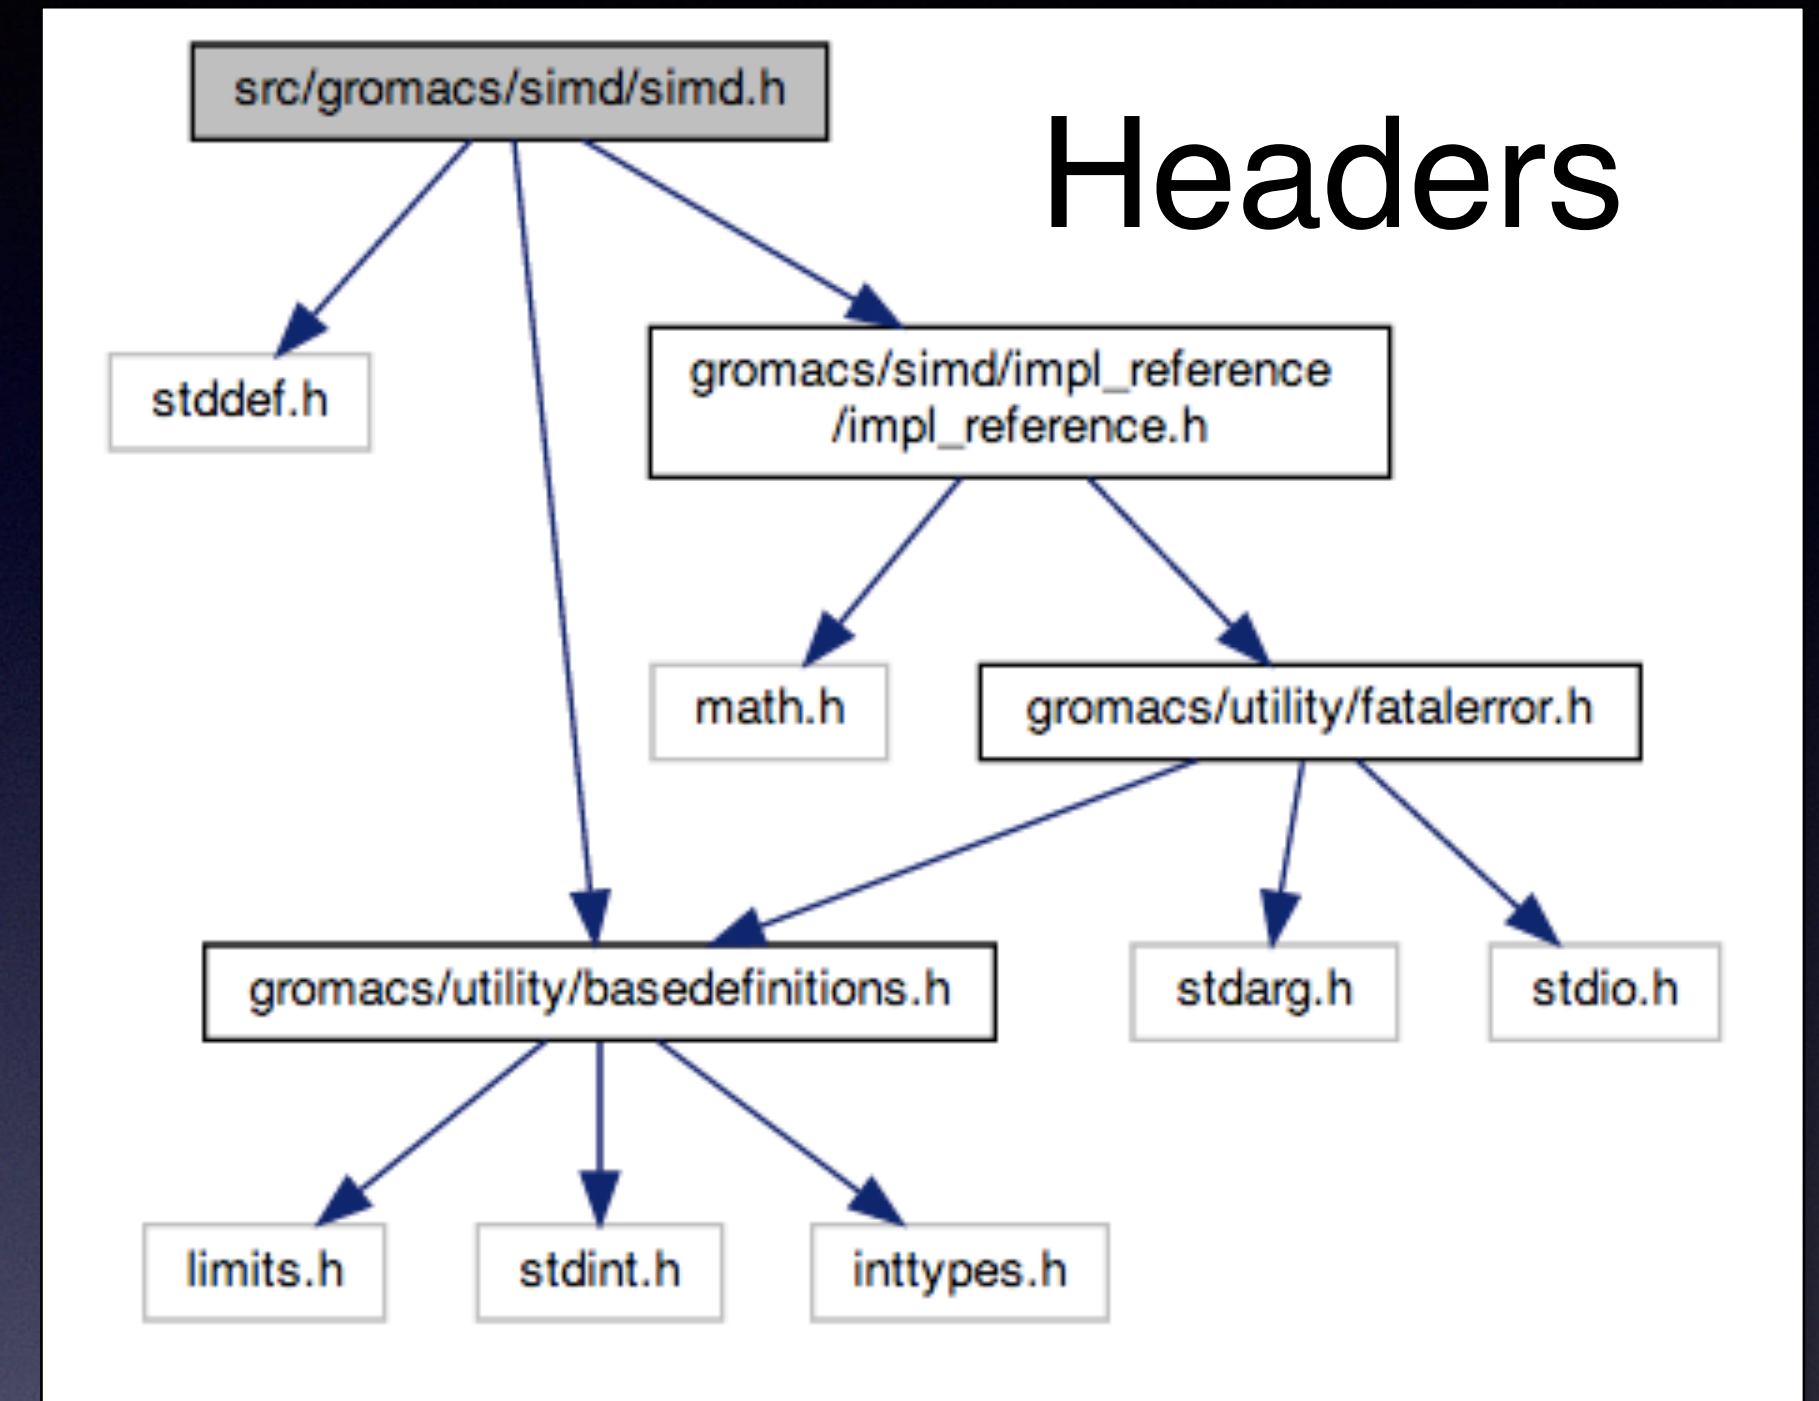 src/gromacs/simd/simd.h
Headers
stddef.h
gromacs/simd/impl_reference
/impl_reference.h
math.h
gromacs/utility/fatalerror.h
gromacs/utility/basedefinitions.h
stdarg.h
stdio.h
limits.h
stdint.h
inttypes.h